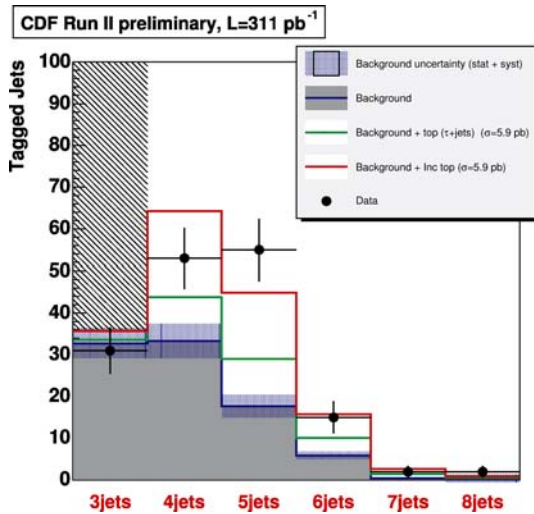 CDF Run II preliminary, L=311 pb⁻¹
Tagged Jets
100
90
80
70
60
50
40
30
20
10
0
3jets 4jets 5jets 6jets 7jets 8jets
Background uncertainty (stat + syst)
Background
Background + top (τ+jets) (σ=5.9 pb)
Background + Inc top (σ=5.9 pb)
Data